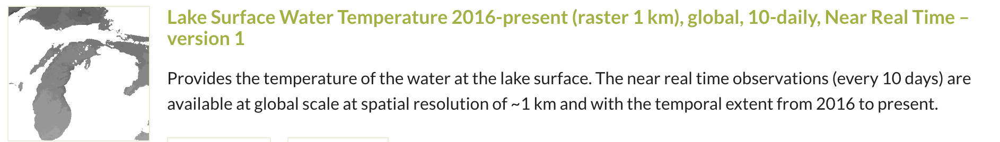 Lake Surface Water Temperature 2016-present (raster 1 km), global, 10-daily, Near Real Time –
version 1
Provides the temperature of the water at the lake surface. The near real time observations (every 10 days) are
available at global scale at spatial resolution of ~1 km and with the temporal extent from 2016 to present.